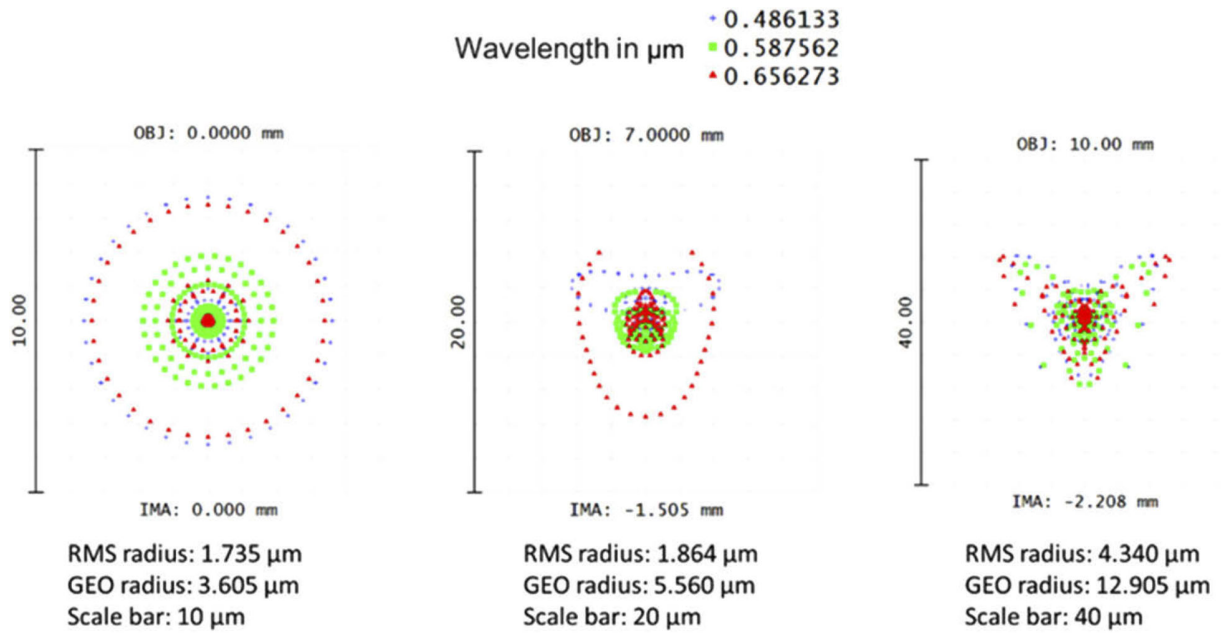 Wavelength in µm
+ 0.486133
■ 0.587562
▲ 0.656273
OBJ: 0.0000 mm
10.00
IMA: 0.000 mm
RMS radius: 1.735 µm
GEO radius: 3.605 µm
Scale bar: 10 µm
OBJ: 7.0000 mm
20.00
IMA: -1.505 mm
RMS radius: 1.864 µm
GEO radius: 5.560 µm
Scale bar: 20 µm
OBJ: 10.00 mm
40.00
IMA: -2.208 mm
RMS radius: 4.340 µm
GEO radius: 12.905 µm
Scale bar: 40 µm